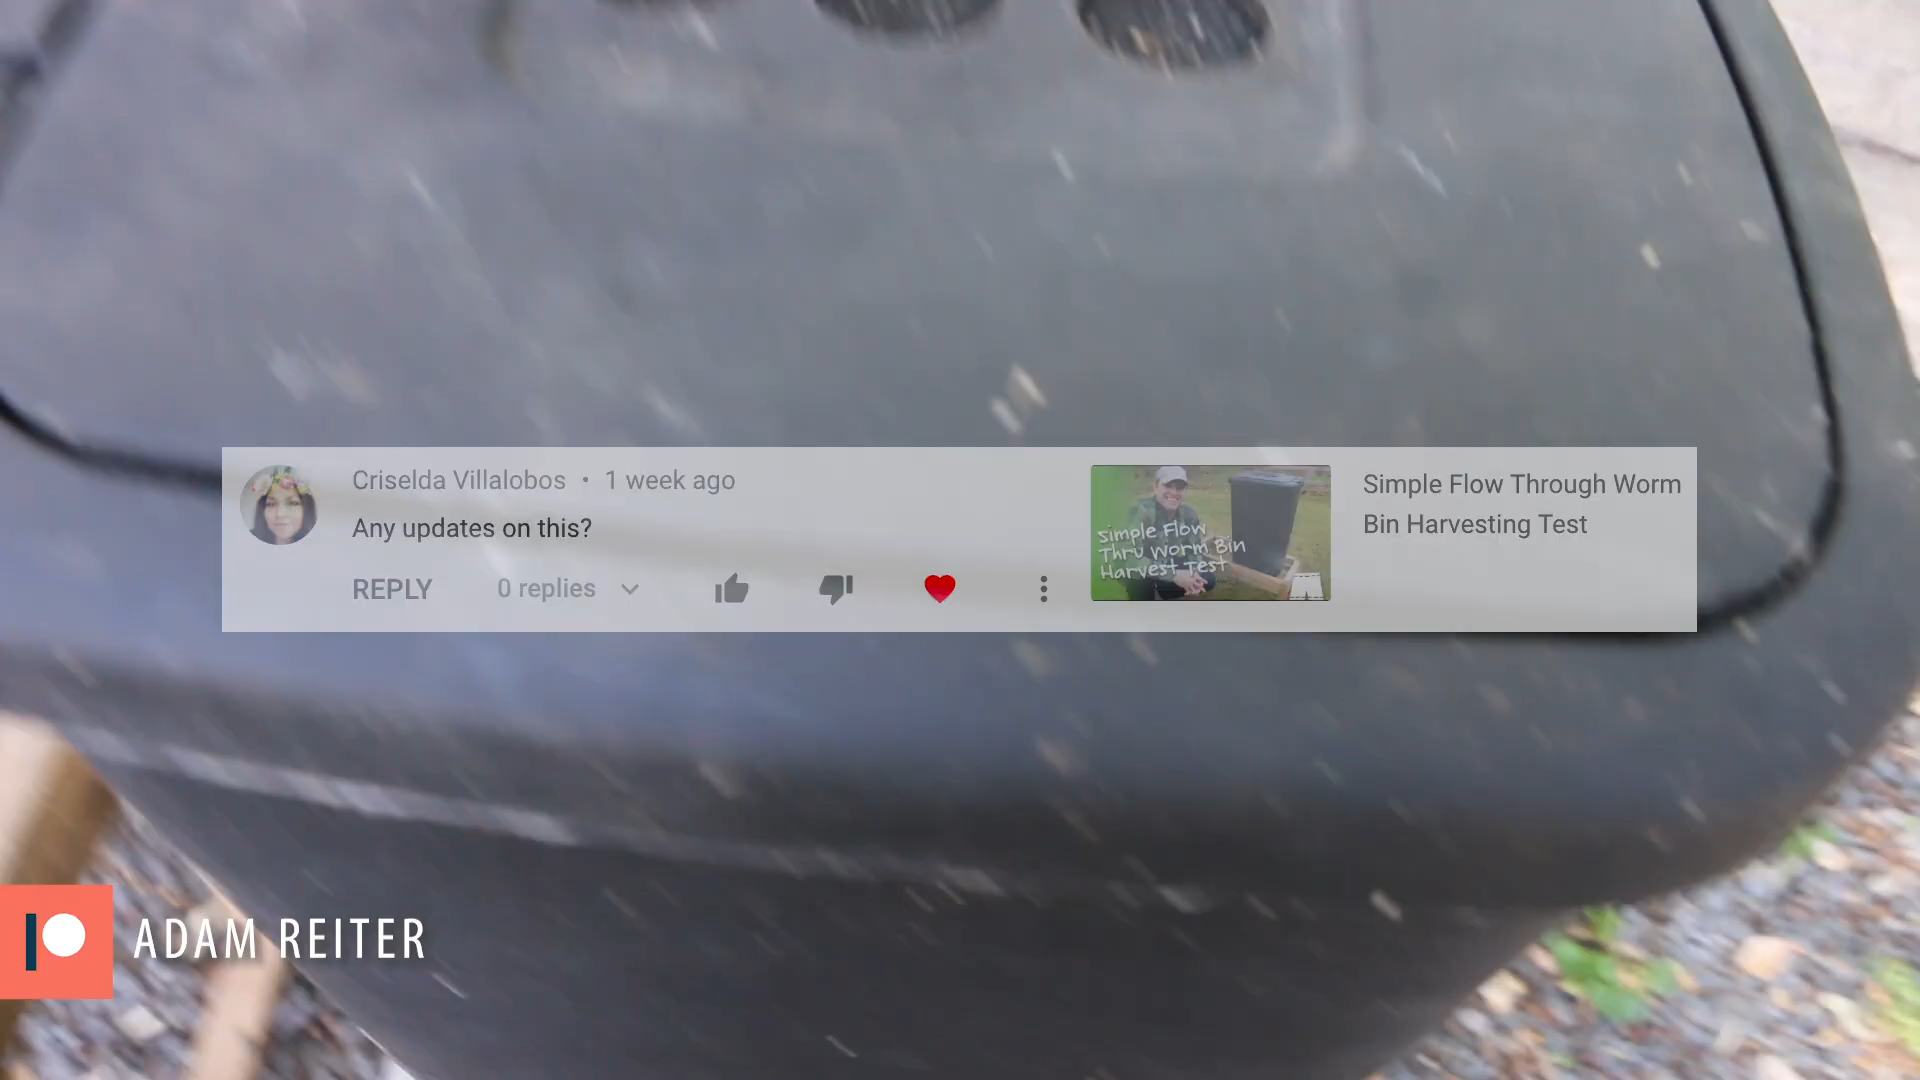 Criselda Villalobos • 1 week ago
Any updates on this?
REPLY 0 replies
Simple Flow
Thru Worm Bin
Harvest Test
Simple Flow Through Worm
Bin Harvesting Test
ADAM REITER